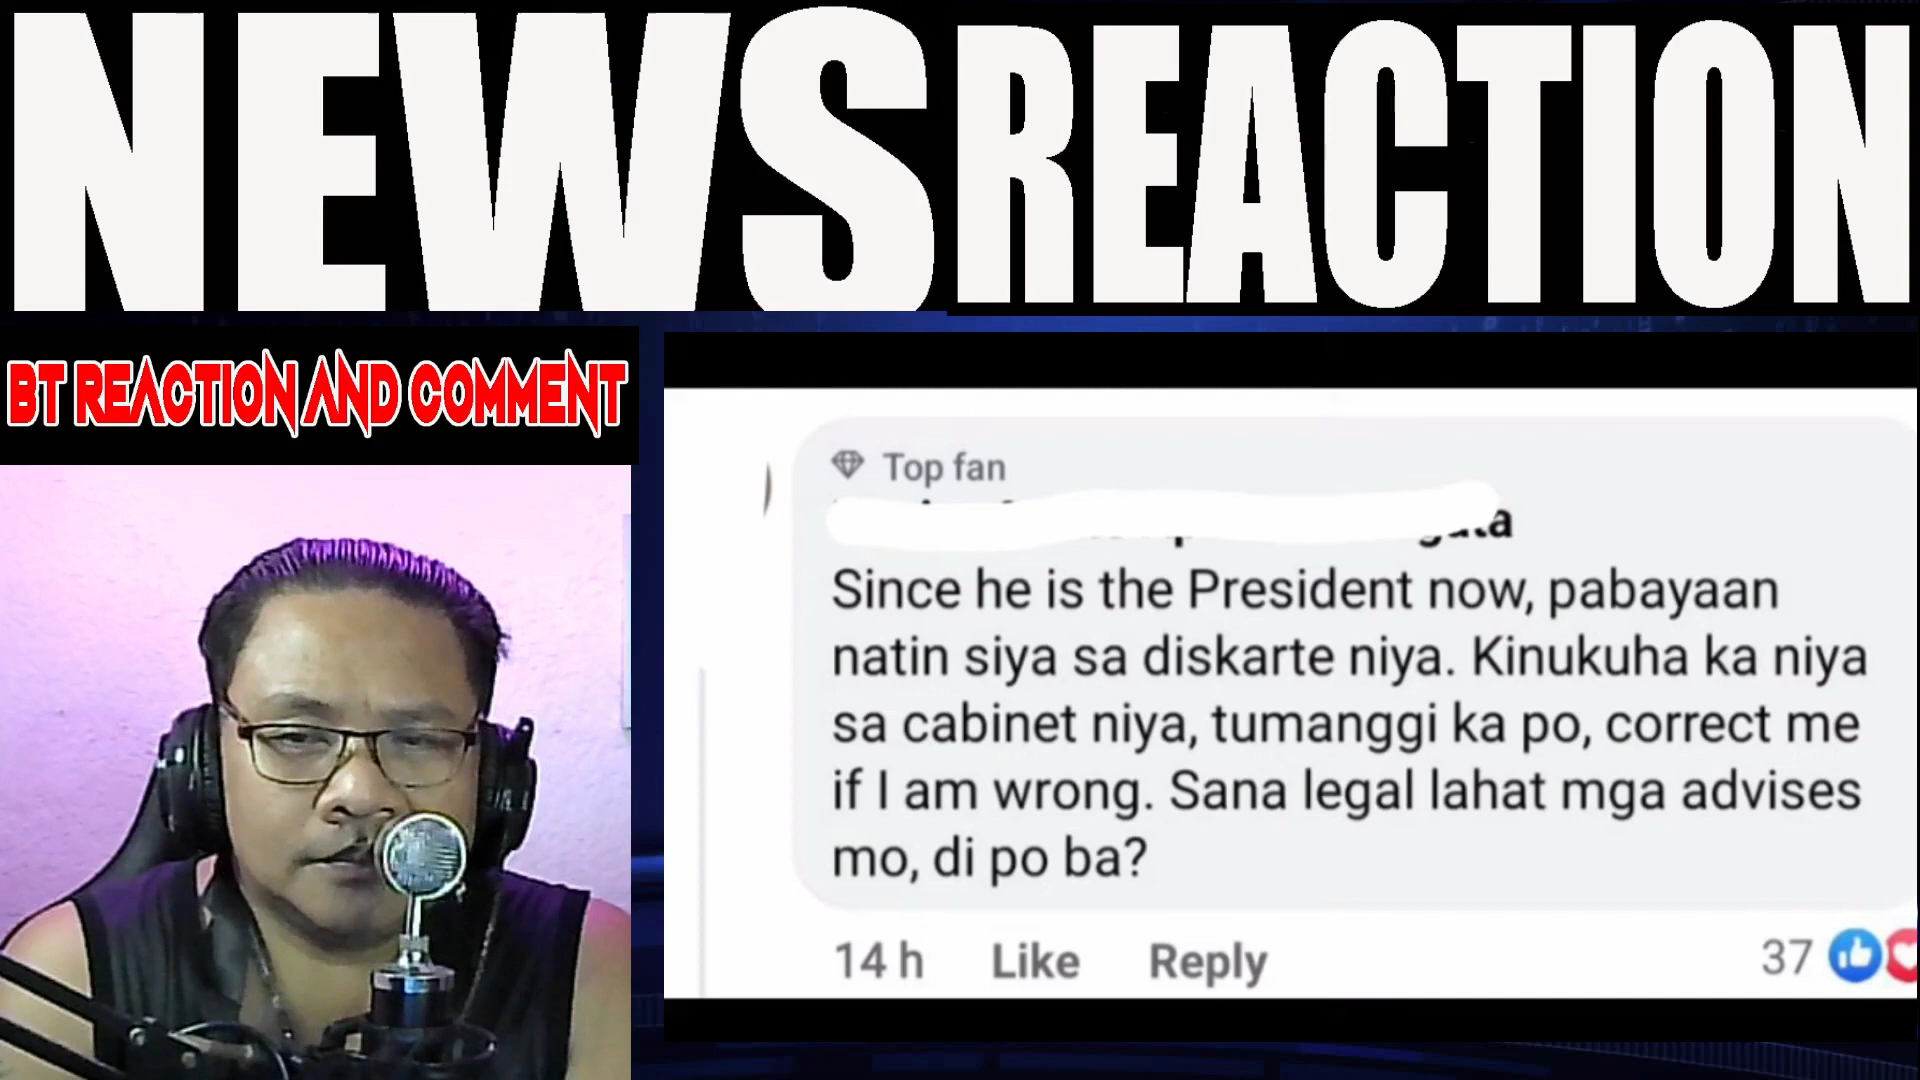 NEWS REACTION
BT REACTION AND COMMENT
Top fan
Since he is the President now, pabayaan
natin siya sa diskarte niya. Kinukuha ka niya
sa cabinet niya, tumanggi ka po, correct me
if I am wrong. Sana legal lahat mga advises
mo, di po ba?
14 h Like Reply 37